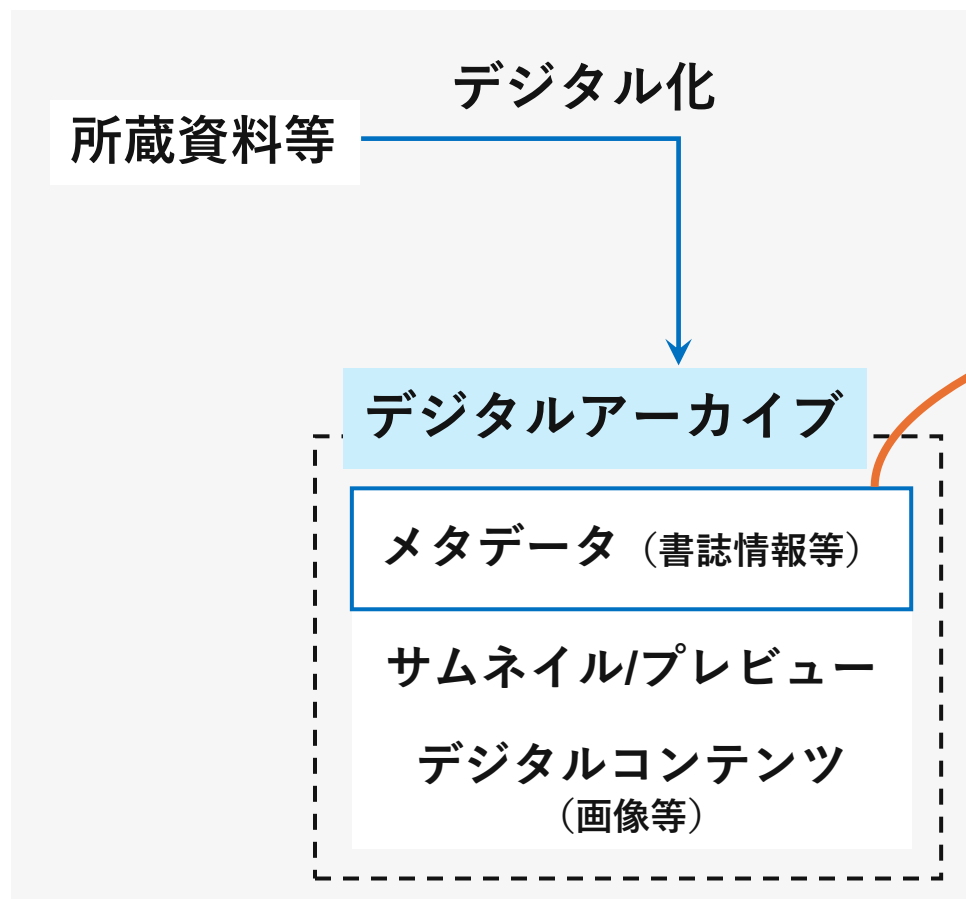 デジタル化
所蔵資料等
デジタルアーカイブ
メタデータ（書誌情報等）
サムネイル/プレビュー
デジタルコンテンツ
（画像等）